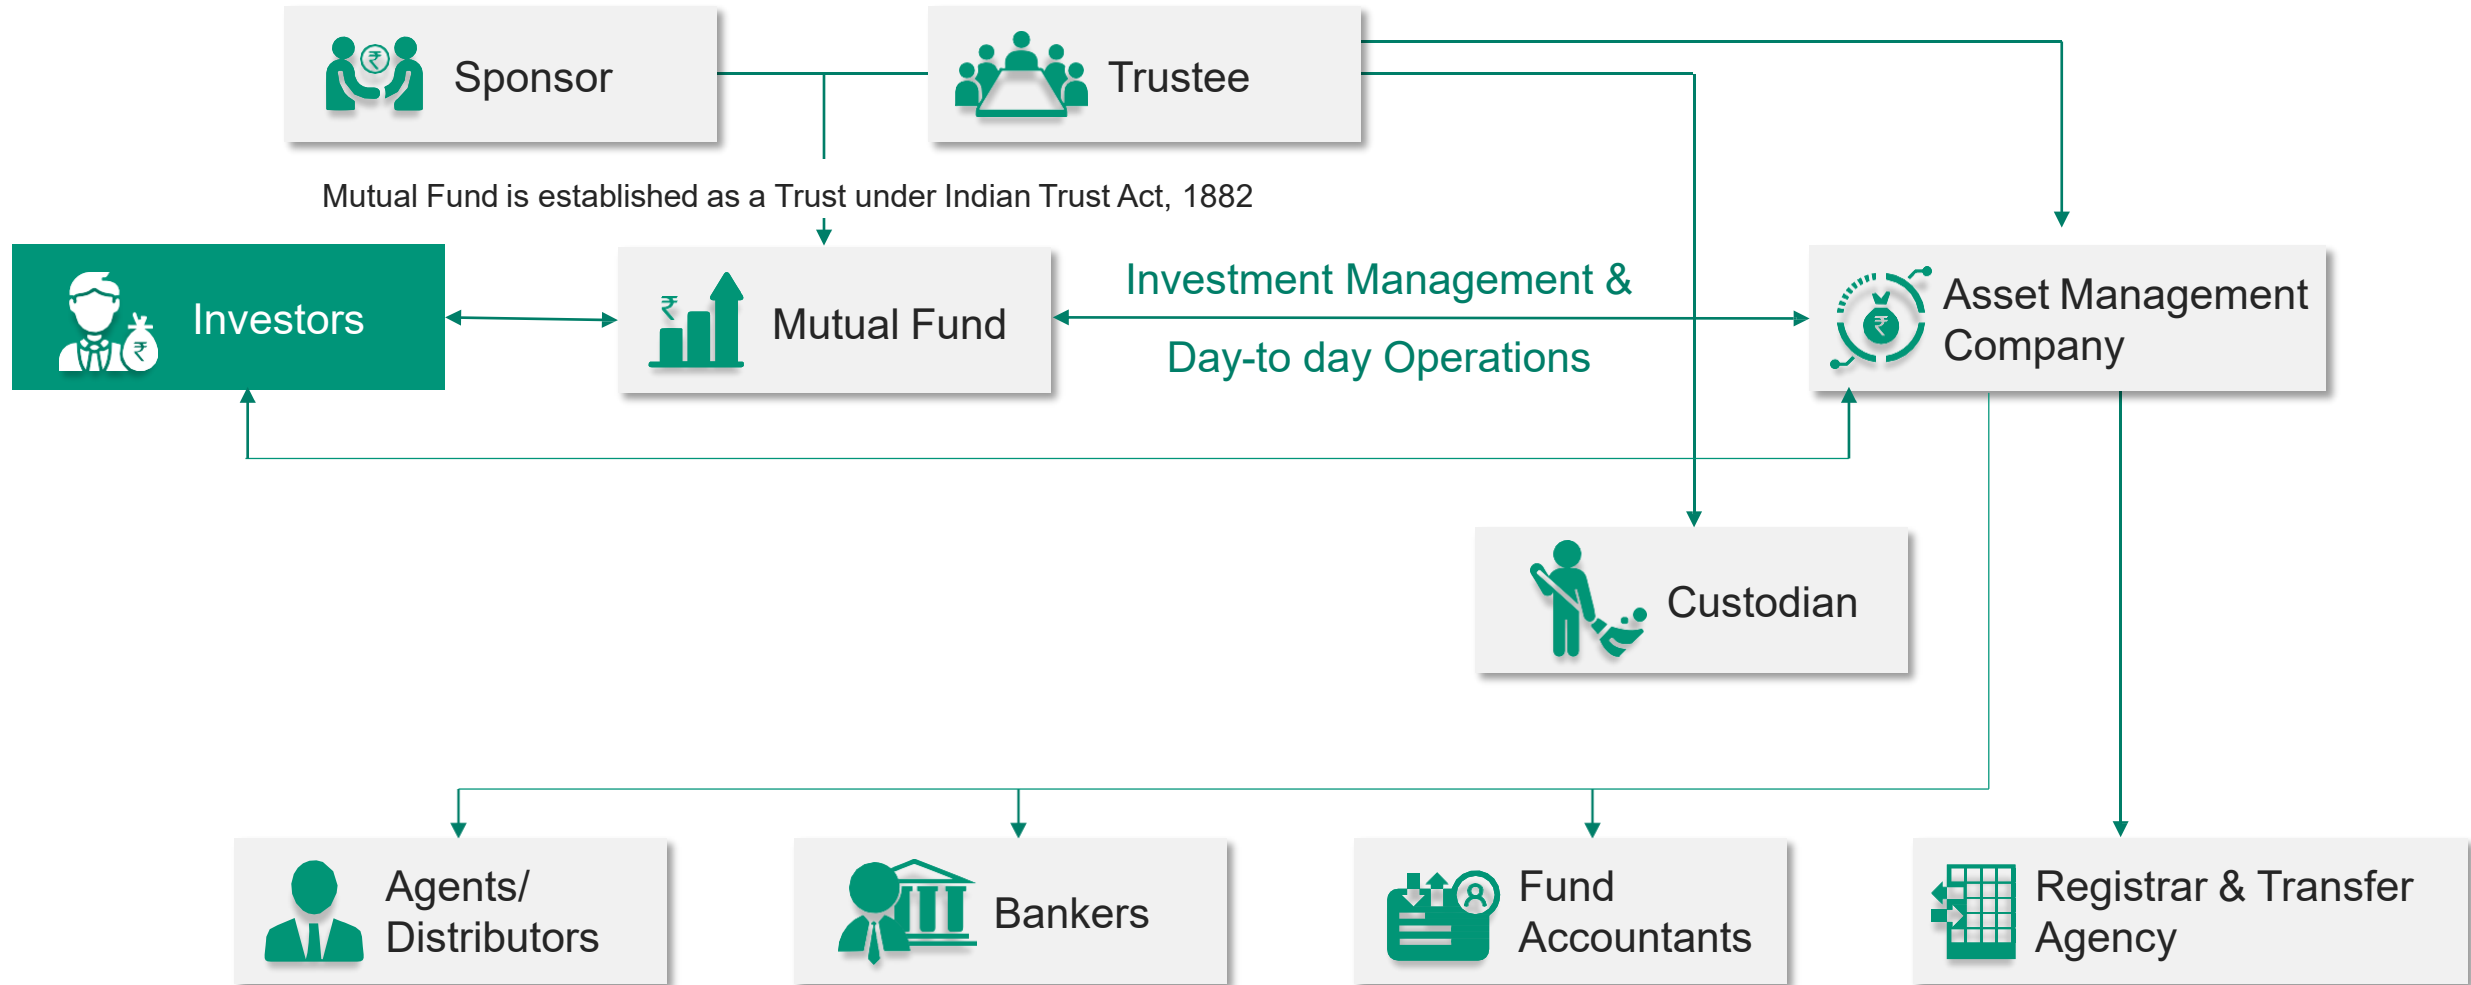 Sponsor
Trustee
Mutual Fund is established as a Trust under Indian Trust Act, 1882
Investors
₹
₹
₹
Mutual Fund
Investment Management &
Day-to day Operations
₹
Asset Management
Company
Custodian
Agents/
Distributors
Bankers
Fund
Accountants
Registrar & Transfer
Agency